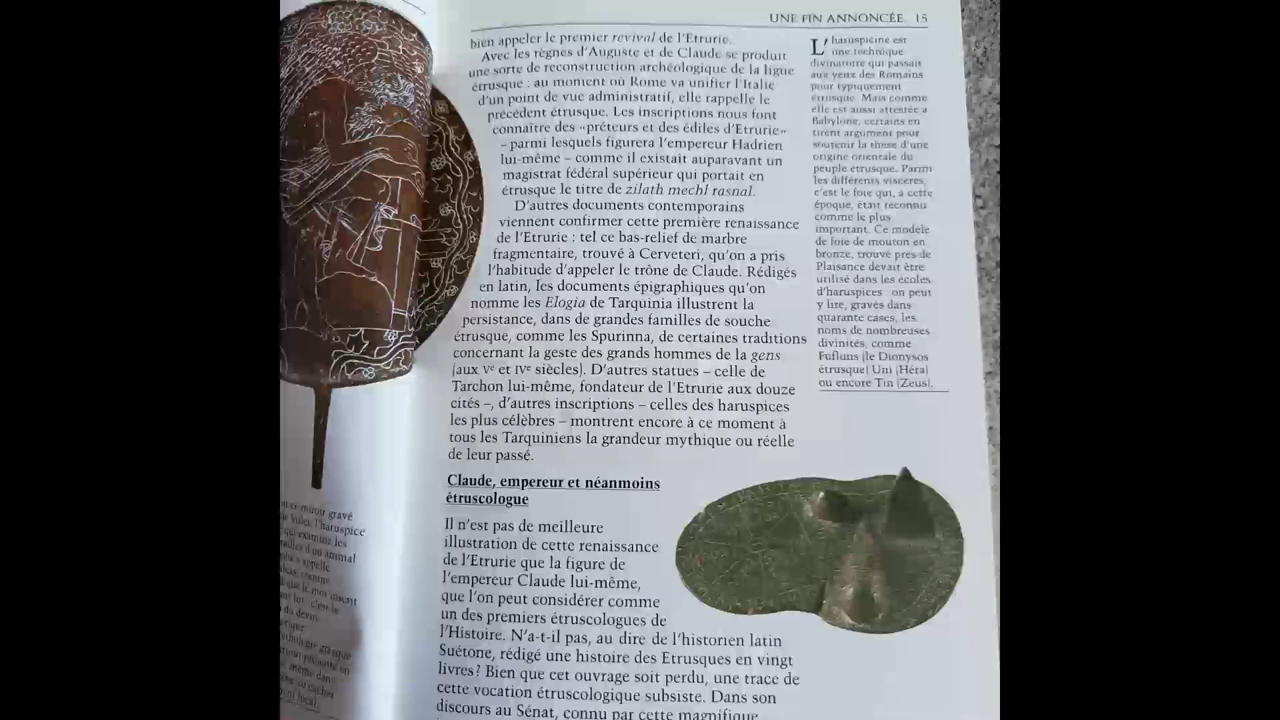 UNE FIN ANNONCÉE 15
bien appeler le premier revival de l'Etrurie.
Avec les règnes d'Auguste et de Claude se produit
une sorte de reconstruction archéologique de la ligue
étrusque : au moment où Rome va unifier l'Italie
d'un point de vue administratif, elle rappelle le
précédent étrusque. Les inscriptions nous font
connaître des «préteurs et des édiles d'Etrurie»
– parmi lesquels figurera l'empereur Hadrien
lui-même – comme il existait auparavant un
magistrat fédéral supérieur qui portait en
étrusque le titre de zilath mechl rasnal.
D'autres documents contemporains
viennent confirmer cette première renaissance
de l'Etrurie : tel ce bas-relief de marbre
fragmentaire, trouvé à Cerveteri, qu'on a pris
l'habitude d'appeler le trône de Claude. Rédigés
en latin, les documents épigraphiques qu'on
nomme les Elogia de Tarquinia illustrent la
persistance, dans de grandes familles de souche
étrusque, comme les Spurinna, de certaines traditions
concernant la geste des grands hommes de la gens
(aux Ve et IVe siècles). D'autres statues – celle de
Tarchon lui-même, fondateur de l'Etrurie aux douze
cités –, d'autres inscriptions – celles des haruspices
les plus célèbres – montrent encore à ce moment à
tous les Tarquiniens la grandeur mythique ou réelle
de leur passé.
Claude, empereur et néanmoins
étruscologue
Il n'est pas de meilleure
illustration de cette renaissance
de l'Etrurie que la figure de
l'empereur Claude lui-même,
que l'on peut considérer comme
un des premiers étruscologues de
l'Histoire. N'a-t-il pas, au dire de l'historien latin
Suétone, rédigé une histoire des Etrusques en vingt
livres? Bien que cet ouvrage soit perdu, une trace de
cette vocation étruscologique subsiste. Dans son
discours au Sénat, connu par cette magnifique
L'haruspicine est
une technique
divinatoire qui passait
aux yeux des Romains
pour typiquement
étrusque. Mais comme
elle est aussi attestée à
Babylone, certains en
tirent argument pour
soutenir la thèse d'une
origine orientale du
peuple étrusque. Parmi
les différents viscères,
c'est le foie qui, à cette
époque, était reconnu
comme le plus
important. Ce modèle
de foie de mouton en
bronze, trouvé près de
Plaisance devait être
utilisé dans les écoles
d'haruspices : on peut
y lire, gravés dans
quarante cases, les
noms de nombreuses
divinités, comme
Fufluns (le Dionysos
étrusque) Uni (Héra)
ou encore Tin (Zeus).
miroir gravé
l'haruspice
qui examine les
d'un animal
appelé